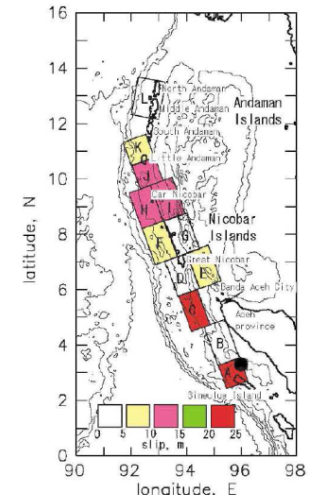 16
14
12
10
8
6
4
2
0
latitude, N
North Andaman
L
Middle Andaman
Andaman
Islands
South Andaman
K
Little Andaman
J
Car Nicobar
H I
Nicobar
Islands
F G
Great Nicobar
D E
Banda Aceh City
C
Aceh
province
B
A
Simeulue Island
0 5 10 15 20 25
slip, m
90 92 94 96 98
longitude, E